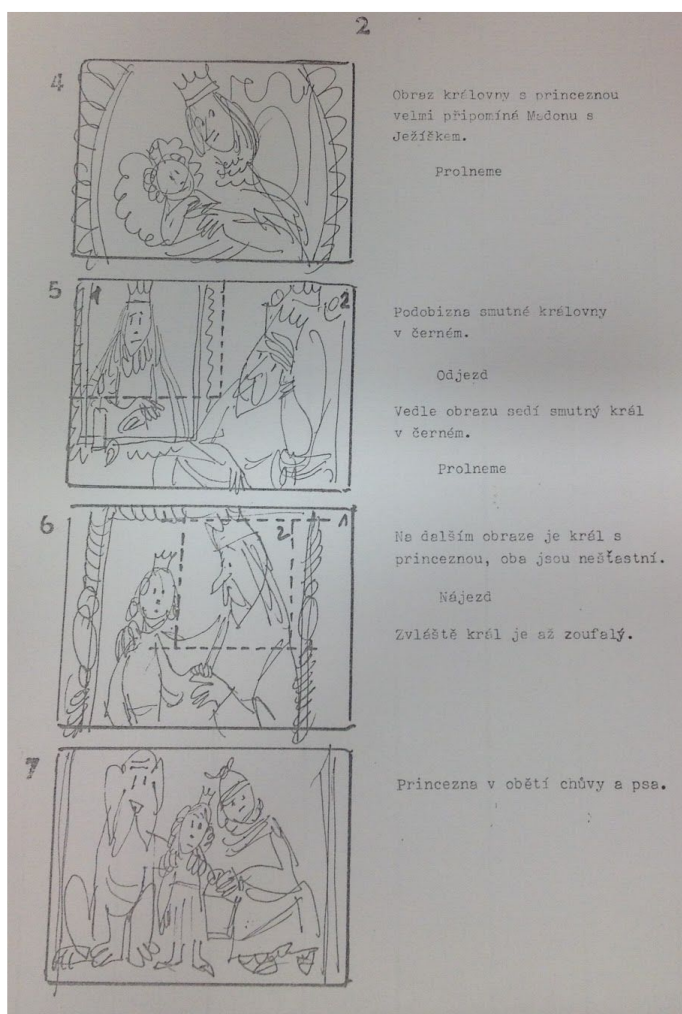 2
4
Obraz královny s princeznou
velmi připomíná Madonu s
Ježíškem.
Prolneme
5
1
2
Podobizna smutné královny
v černém.
Odjezd
Vedle obrazu sedí smutný král
v černém.
Prolneme
6
2
1
Na dalším obraze je král s
princeznou, oba jsou nešťastní.
Nájezd
Zvláště král je až zoufalý.
7
Princezna v obětí chůvy a psa.